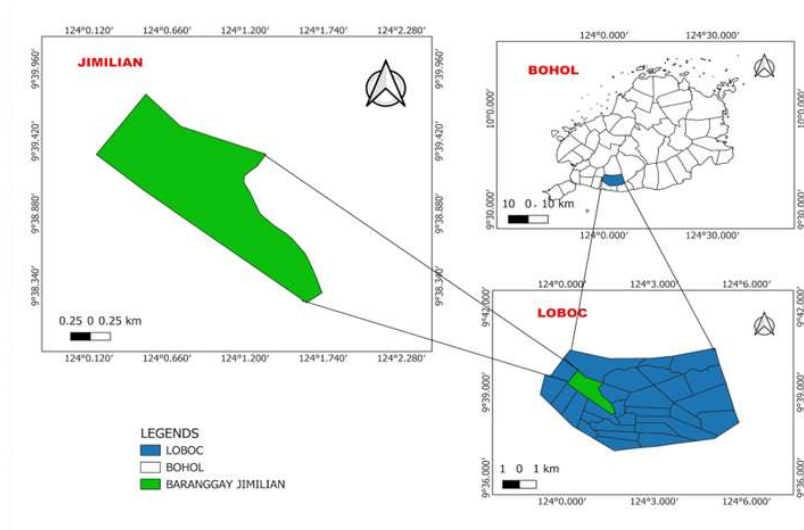 124°0.120' 124°0.660' 124°1.200' 124°1.740' 124°2.280'
9°39.960'
9°39.420'
9°38.880'
9°38.340'
JIMILIAN
9°39.960'
9°39.420'
9°38.880'
9°38.340'
0.25 0 0.25 km
124°0.120' 124°0.660' 124°1.200' 124°1.740' 124°2.280'
124°0.000' 124°30.000'
10°0.000'
9°30.000'
BOHOL
10°0.000'
9°30.000'
10 0. 10 km
124°0.000' 124°30.000'
124°0.000' 124°3.000' 124°6.000'
9°42.000'
9°39.000'
9°36.000'
LOBOC
9°42.000'
9°39.000'
9°36.000'
1 0 1 km
124°0.000' 124°3.000' 124°6.000'
LEGENDS
LOBOC
BOHOL
BARANGGAY JIMILIAN